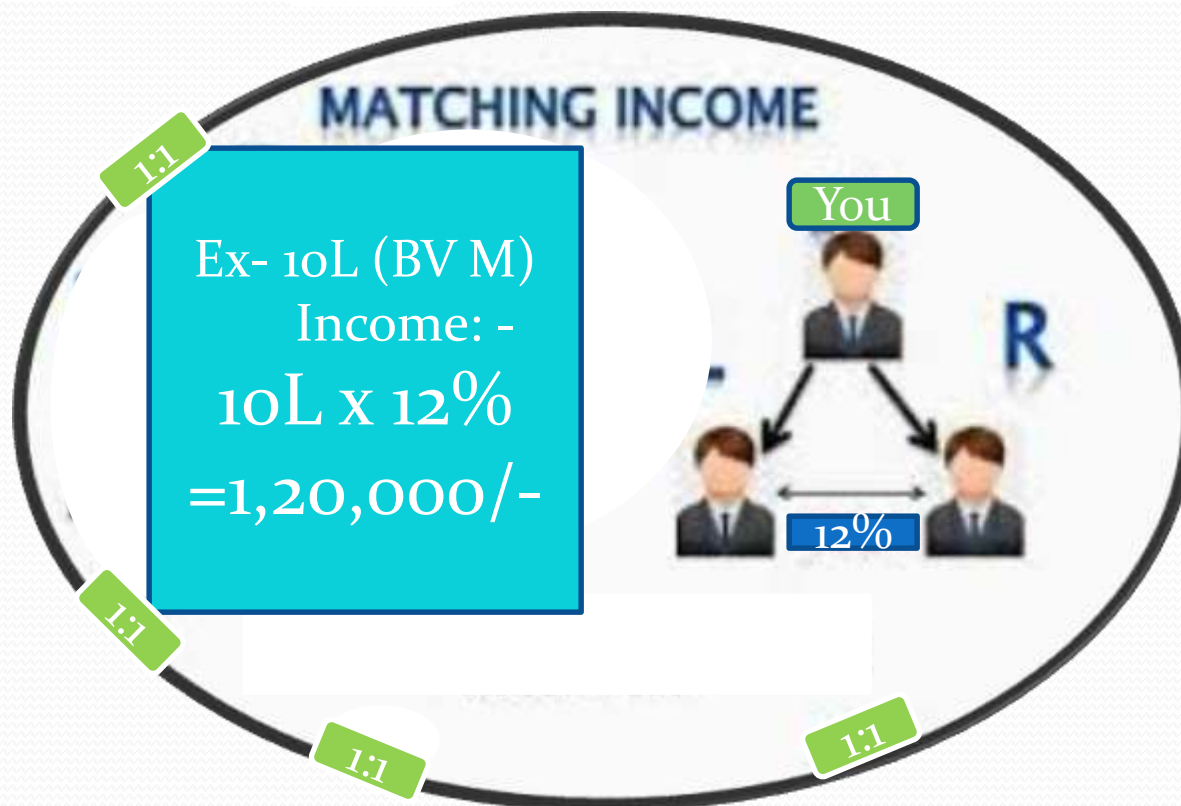 MATCHING INCOME
1:1
Ex- 10L (BV M)
Income: -
10L x 12%
=1,20,000/-
You
R
12%
1:1
1:1
1:1